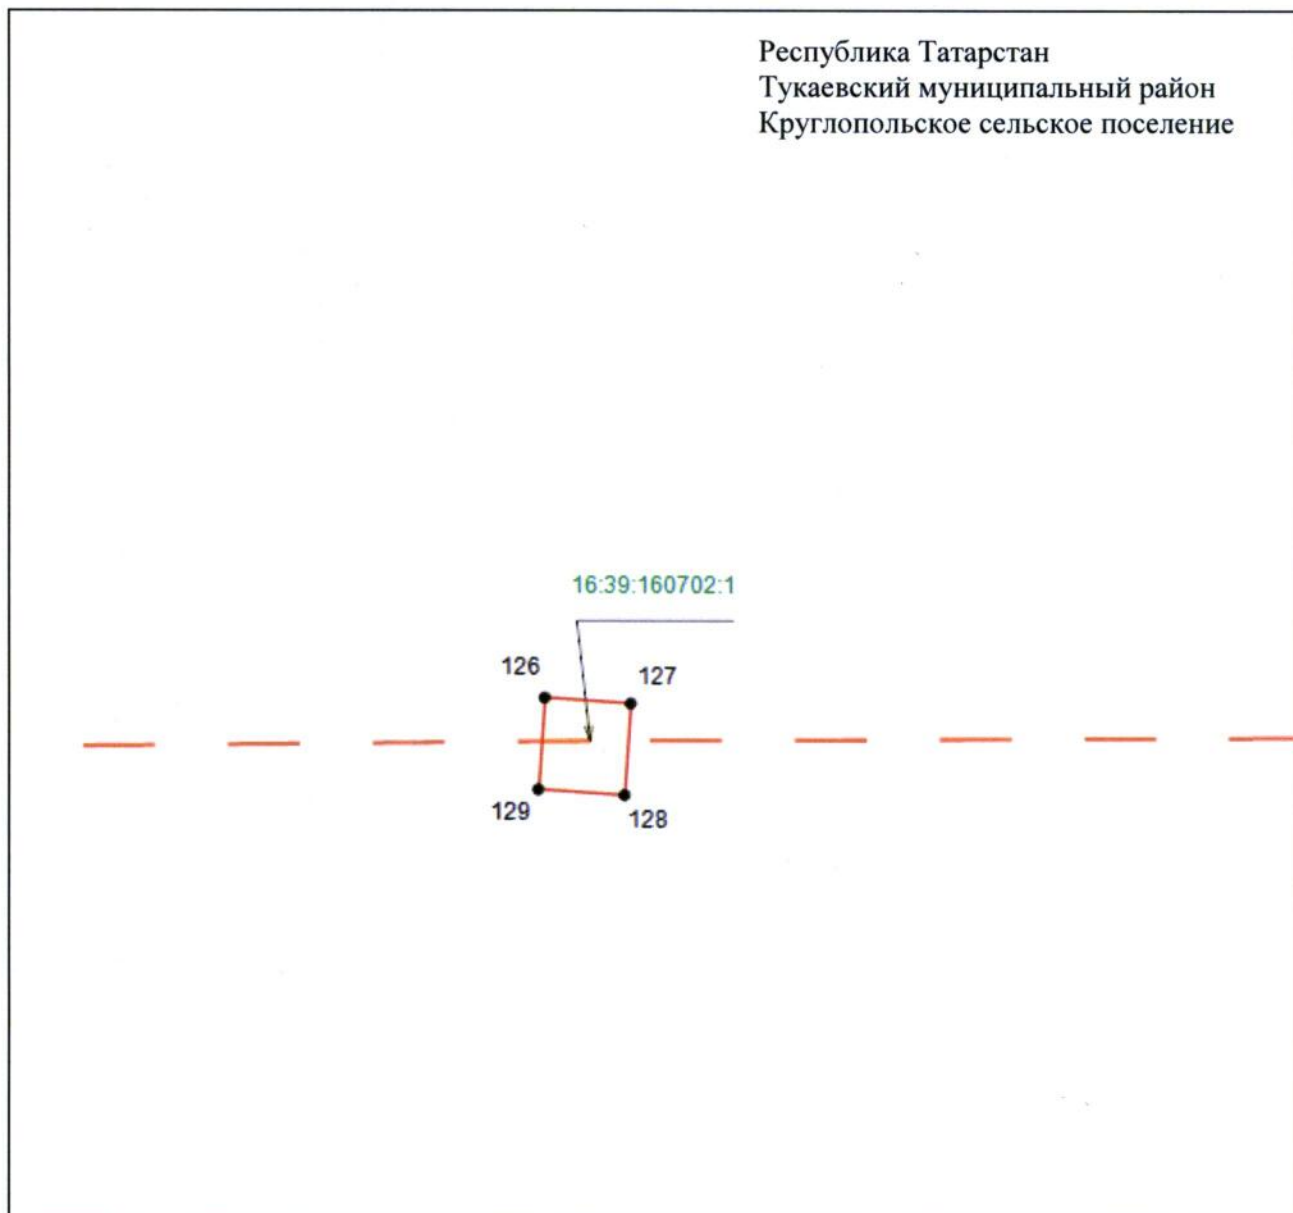 Республика Татарстан
Тукаевский муниципальный район
Круглопольское сельское поселение
16:39:160702:1
126
127
129
128